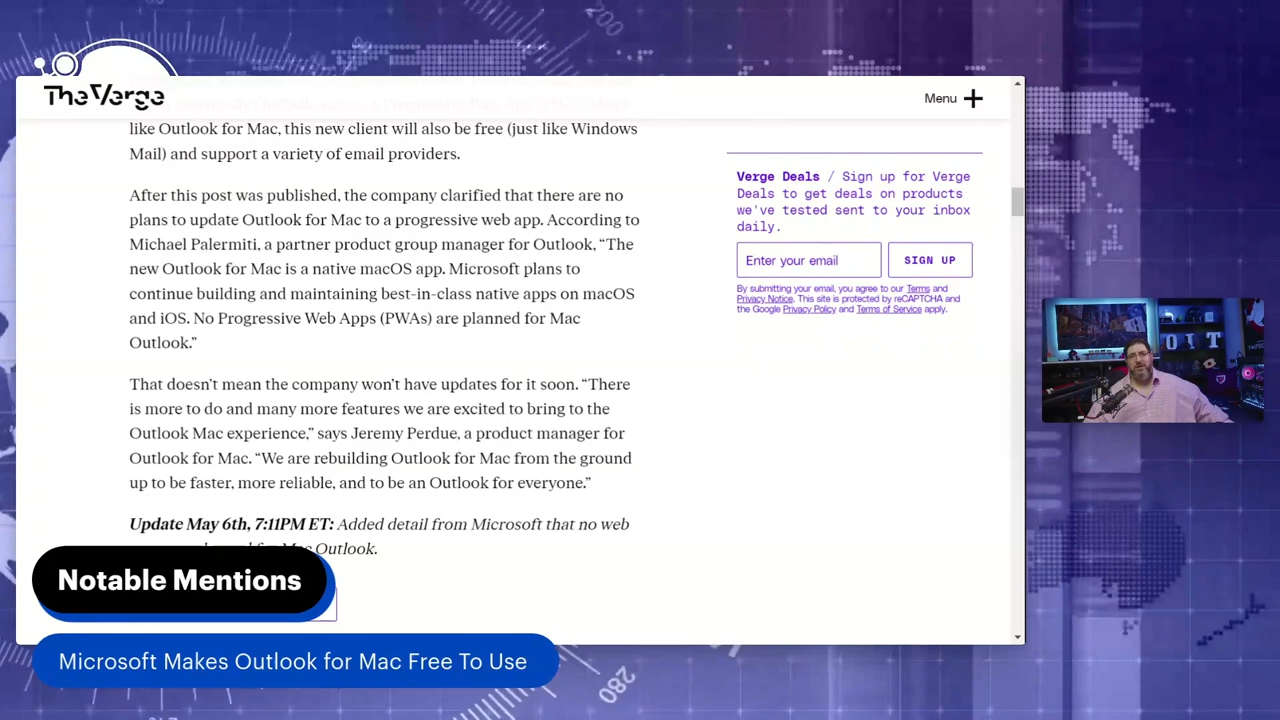 200
The Verge
Menu
like Outlook for Mac, this new client will also be free (just like Windows
Mail) and support a variety of email providers.
After this post was published, the company clarified that there are no
plans to update Outlook for Mac to a progressive web app. According to
Michael Palermiti, a partner product group manager for Outlook, “The
new Outlook for Mac is a native macOS app. Microsoft plans to
continue building and maintaining best-in-class native apps on macOS
and iOS. No Progressive Web Apps (PWAs) are planned for Mac
Outlook.”
That doesn’t mean the company won’t have updates for it soon. “There
is more to do and many more features we are excited to bring to the
Outlook Mac experience,” says Jeremy Perdue, a product manager for
Outlook for Mac. “We are rebuilding Outlook for Mac from the ground
up to be faster, more reliable, and to be an Outlook for everyone.”
Update May 6th, 7:11PM ET: Added detail from Microsoft that no web
Outlook.
Verge Deals / Sign up for Verge
Deals to get deals on products
we've tested sent to your inbox
daily.
Enter your email
SIGN UP
By submitting your email, you agree to our Terms and
Privacy Notice. This site is protected by reCAPTCHA and
the Google Privacy Policy and Terms of Service apply.
OIT
Notable Mentions
Microsoft Makes Outlook for Mac Free To Use
280